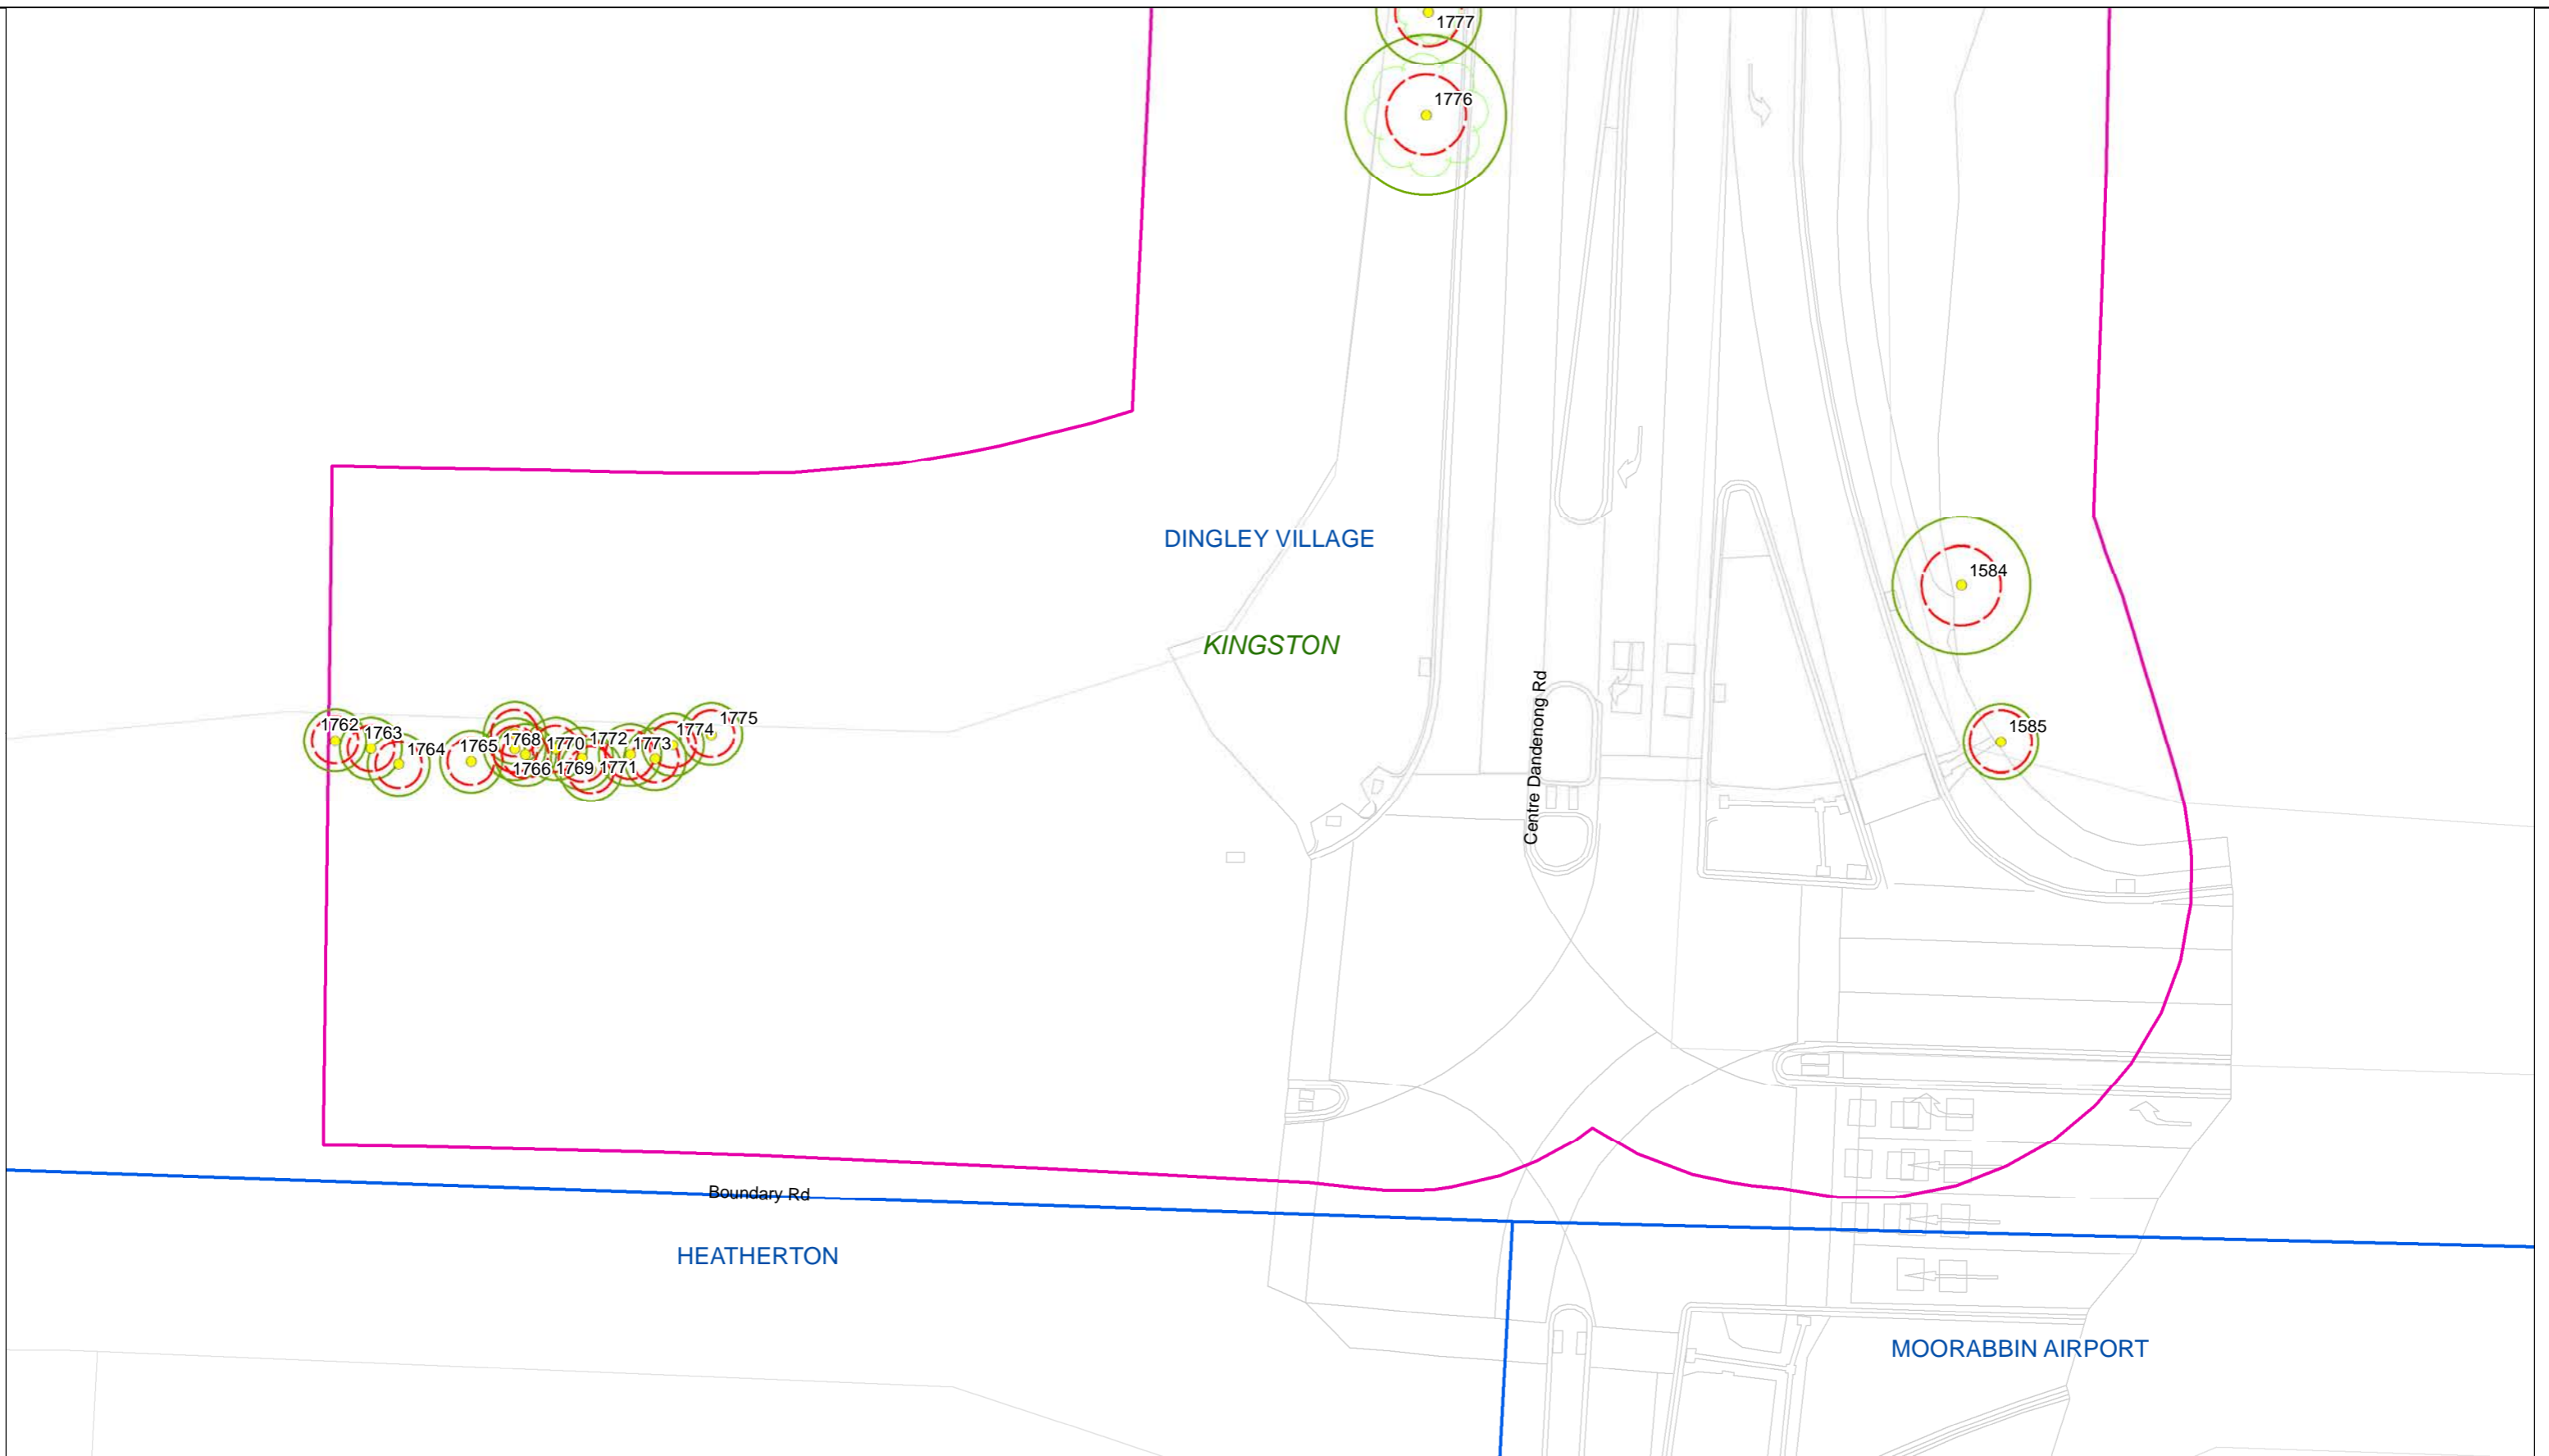 1777
1776
DINGLEY VILLAGE
1584
KINGSTON
Centre Dandenong Rd
1762
1763
1764
1765
1768
1766
1770
1769
1772
1771
1773
1774
1775
1585
Boundary Rd
HEATHERTON
MOORABBIN AIRPORT